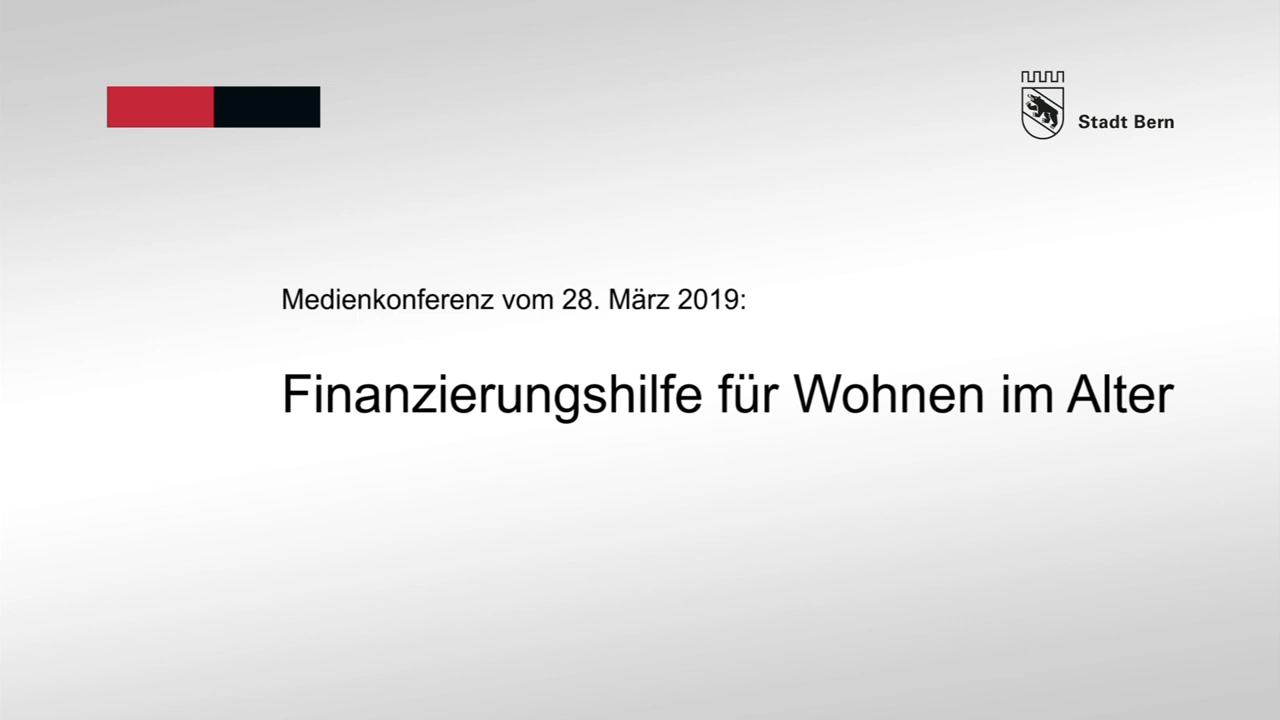 Stadt Bern
Medienkonferenz vom 28. März 2019:
Finanzierungshilfe für Wohnen im Alter